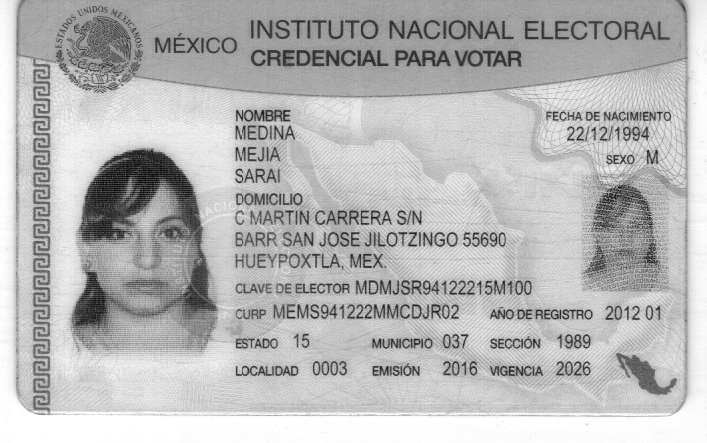 ESTADOS UNIDOS MEXICANOS
MÉXICO
INSTITUTO NACIONAL ELECTORAL
CREDENCIAL PARA VOTAR
NOMBRE
MEDINA
MEJIA
SARAI
FECHA DE NACIMIENTO
22/12/1994
SEXO M
DOMICILIO
C MARTIN CARRERA S/N
BARR SAN JOSE JILOTZINGO 55690
HUEYPOXTLA, MEX.
CLAVE DE ELECTOR MDMJSR94122215M100
CURP MEMS941222MMCDJR02 AÑO DE REGISTRO 2012 01
ESTADO 15 MUNICIPIO 037 SECCIÓN 1989
LOCALIDAD 0003 EMISIÓN 2016 VIGENCIA 2026